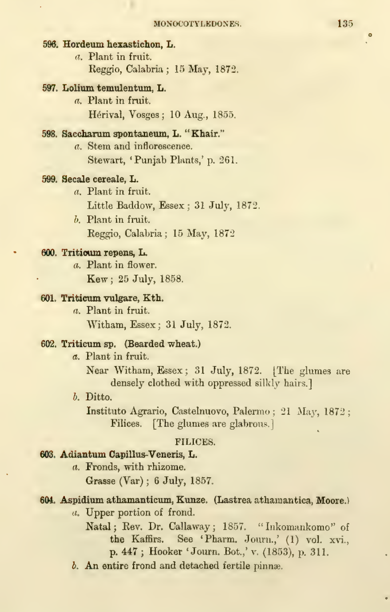 MONOCOTYLEDONES. 135
596. Hordeum hexastichon, L.
a. Plant in fruit.
Reggio, Calabria ; 15 May, 1872.
597. Lolium temulentum, L.
a. Plant in fruit.
Hérival, Vosges ; 10 Aug., 1855.
598. Saccharum spontaneum, L. "Khair."
a. Stem and inflorescence.
Stewart, 'Punjab Plants,' p. 261.
599. Secale cereale, L.
a. Plant in fruit.
Little Baddow, Essex ; 31 July, 1872.
b. Plant in fruit.
Reggio, Calabria ; 15 May, 1872
600. Triticum repens, L.
a. Plant in flower.
Kew ; 25 July, 1858.
601. Triticum vulgare, Kth.
a. Plant in fruit.
Witham, Essex ; 31 July, 1872.
602. Triticum sp. (Bearded wheat.)
a. Plant in fruit.
Near Witham, Essex ; 31 July, 1872. [The glumes are
densely clothed with oppressed silkly hairs.]
b. Ditto.
Instituto Agrario, Castelnuovo, Palermo ; 21 May, 1872 ;
Filices. [The glumes are glabrous.]
FILICES.
603. Adiantum Capillus-Veneris, L.
a. Fronds, with rhizome.
Grasse (Var) ; 6 July, 1857.
604. Aspidium athamanticum, Kunze. (Lastrea athamantica, Moore.)
a. Upper portion of frond.
Natal ; Rev. Dr. Callaway ; 1857. "Inkomankomo" of
the Kaffirs. See 'Pharm. Journ.,' (1) vol. xvi.,
p. 447 ; Hooker 'Journ. Bot.,' v. (1853), p. 311.
b. An entire frond and detached fertile pinnæ.